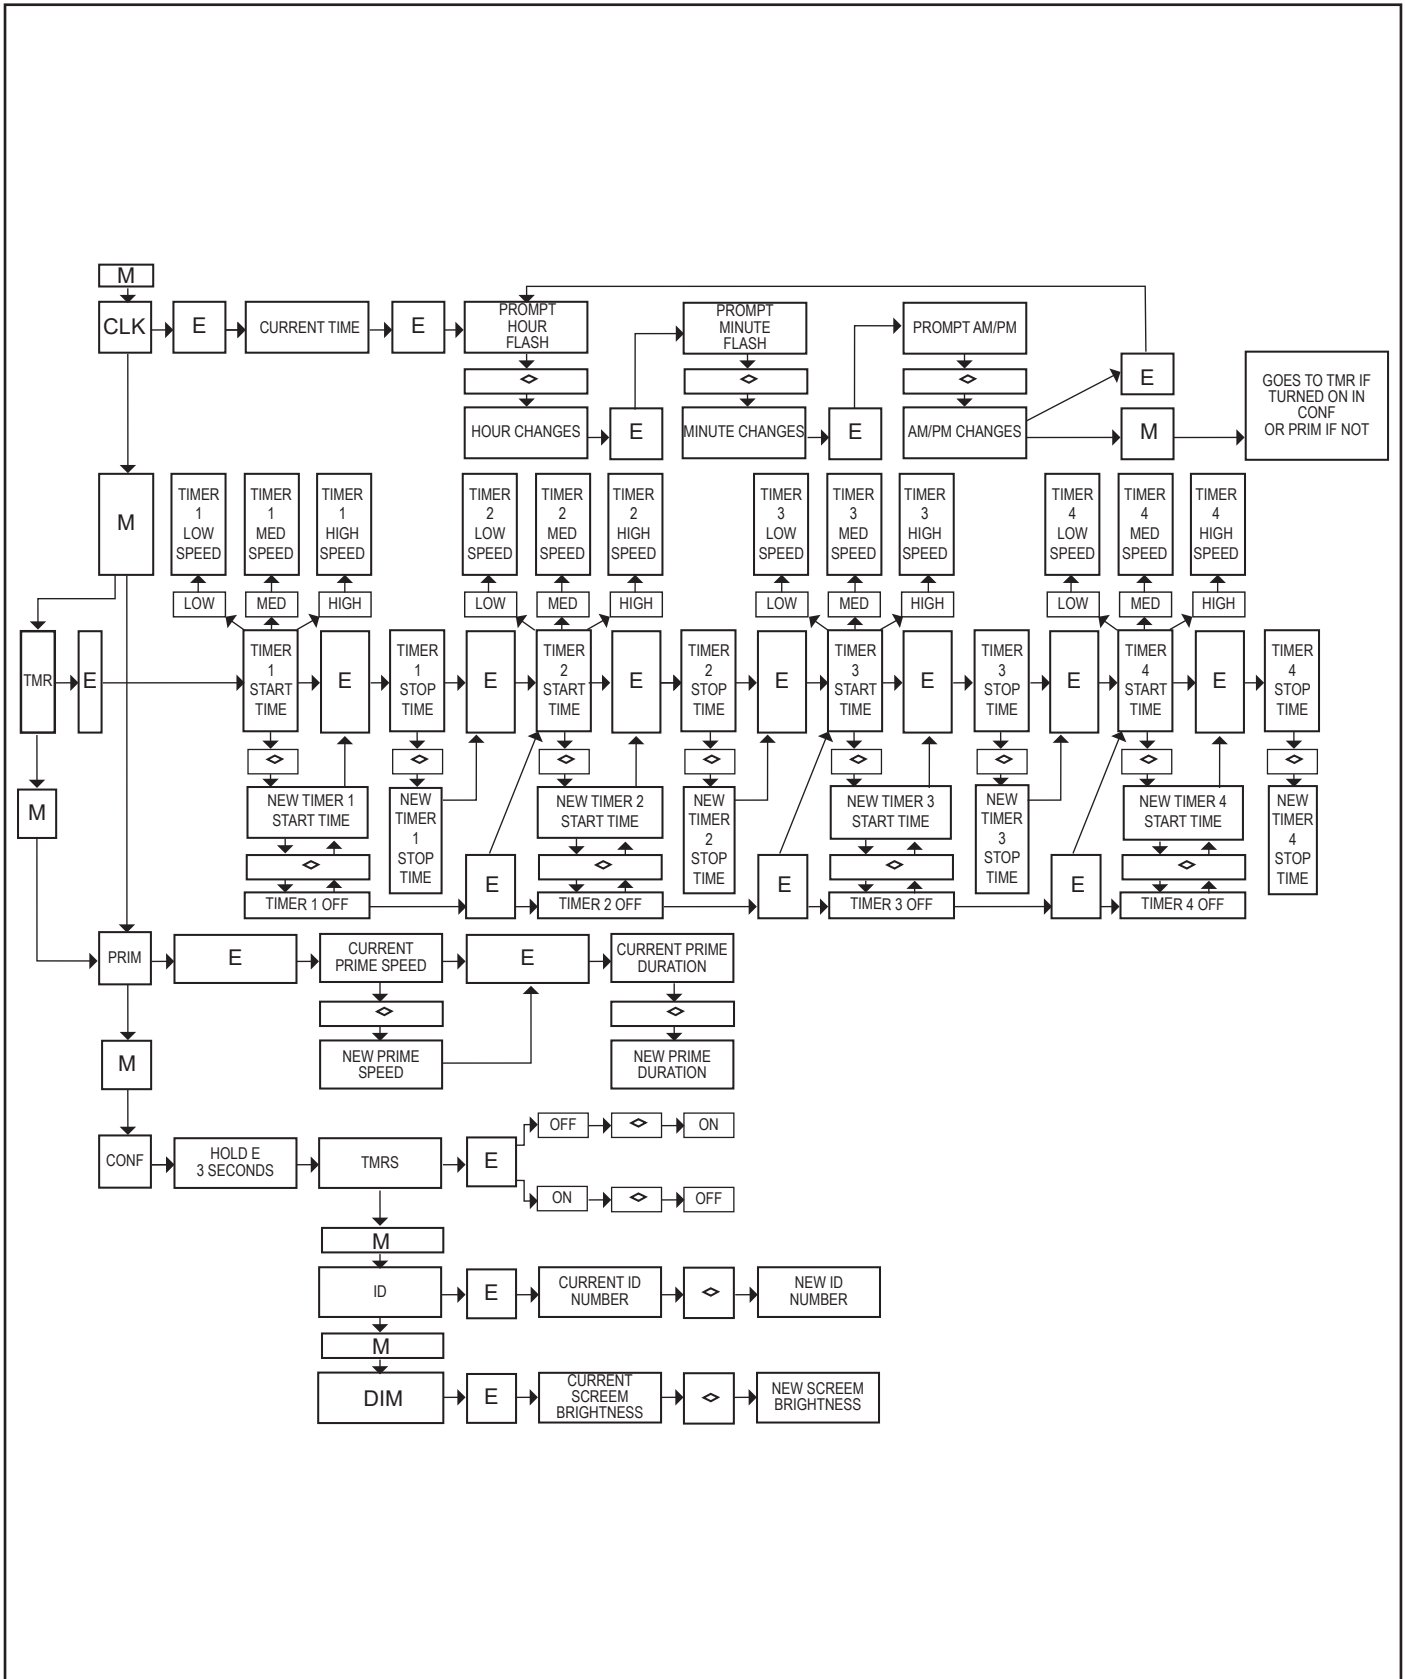 M
CLK
E
CURRENT TIME
E
PROMPT
HOUR
FLASH
<>
HOUR CHANGES
E
PROMPT
MINUTE
FLASH
<>
MINUTE CHANGES
E
PROMPT AM/PM
<>
AM/PM CHANGES
E
M
GOES TO TMR IF
TURNED ON IN
CONF
OR PRIM IF NOT
M
TIMER
1
LOW
SPEED
TIMER
1
MED
SPEED
TIMER
1
HIGH
SPEED
TIMER
2
LOW
SPEED
TIMER
2
MED
SPEED
TIMER
2
HIGH
SPEED
TIMER
3
LOW
SPEED
TIMER
3
MED
SPEED
TIMER
3
HIGH
SPEED
TIMER
4
LOW
SPEED
TIMER
4
MED
SPEED
TIMER
4
HIGH
SPEED
LOW
MED
HIGH
LOW
MED
HIGH
LOW
MED
HIGH
LOW
MED
HIGH
TMR
E
TIMER
1
START
TIME
E
TIMER
1
STOP
TIME
E
TIMER
2
START
TIME
E
TIMER
2
STOP
TIME
E
TIMER
3
START
TIME
E
TIMER
3
STOP
TIME
E
TIMER
4
START
TIME
E
TIMER
4
STOP
TIME
<>
<>
<>
<>
<>
<>
<>
<>
M
NEW TIMER 1
START TIME
NEW
TIMER
1
STOP
TIME
NEW TIMER 2
START TIME
NEW
TIMER
2
STOP
TIME
NEW TIMER 3
START TIME
NEW
TIMER
3
STOP
TIME
NEW TIMER 4
START TIME
NEW
TIMER
4
STOP
TIME
<>
<>
<>
<>
TIMER 1 OFF
E
TIMER 2 OFF
E
TIMER 3 OFF
E
TIMER 4 OFF
PRIM
E
CURRENT
PRIME SPEED
E
CURRENT PRIME
DURATION
<>
<>
M
NEW PRIME
SPEED
NEW PRIME
DURATION
CONF
HOLD E
3 SECONDS
TMRS
E
OFF
<>
ON
ON
<>
OFF
M
ID
E
CURRENT ID
NUMBER
<>
NEW ID
NUMBER
M
DIM
E
CURRENT
SCREEM
BRIGHTNESS
<>
NEW SCREEM
BRIGHTNESS